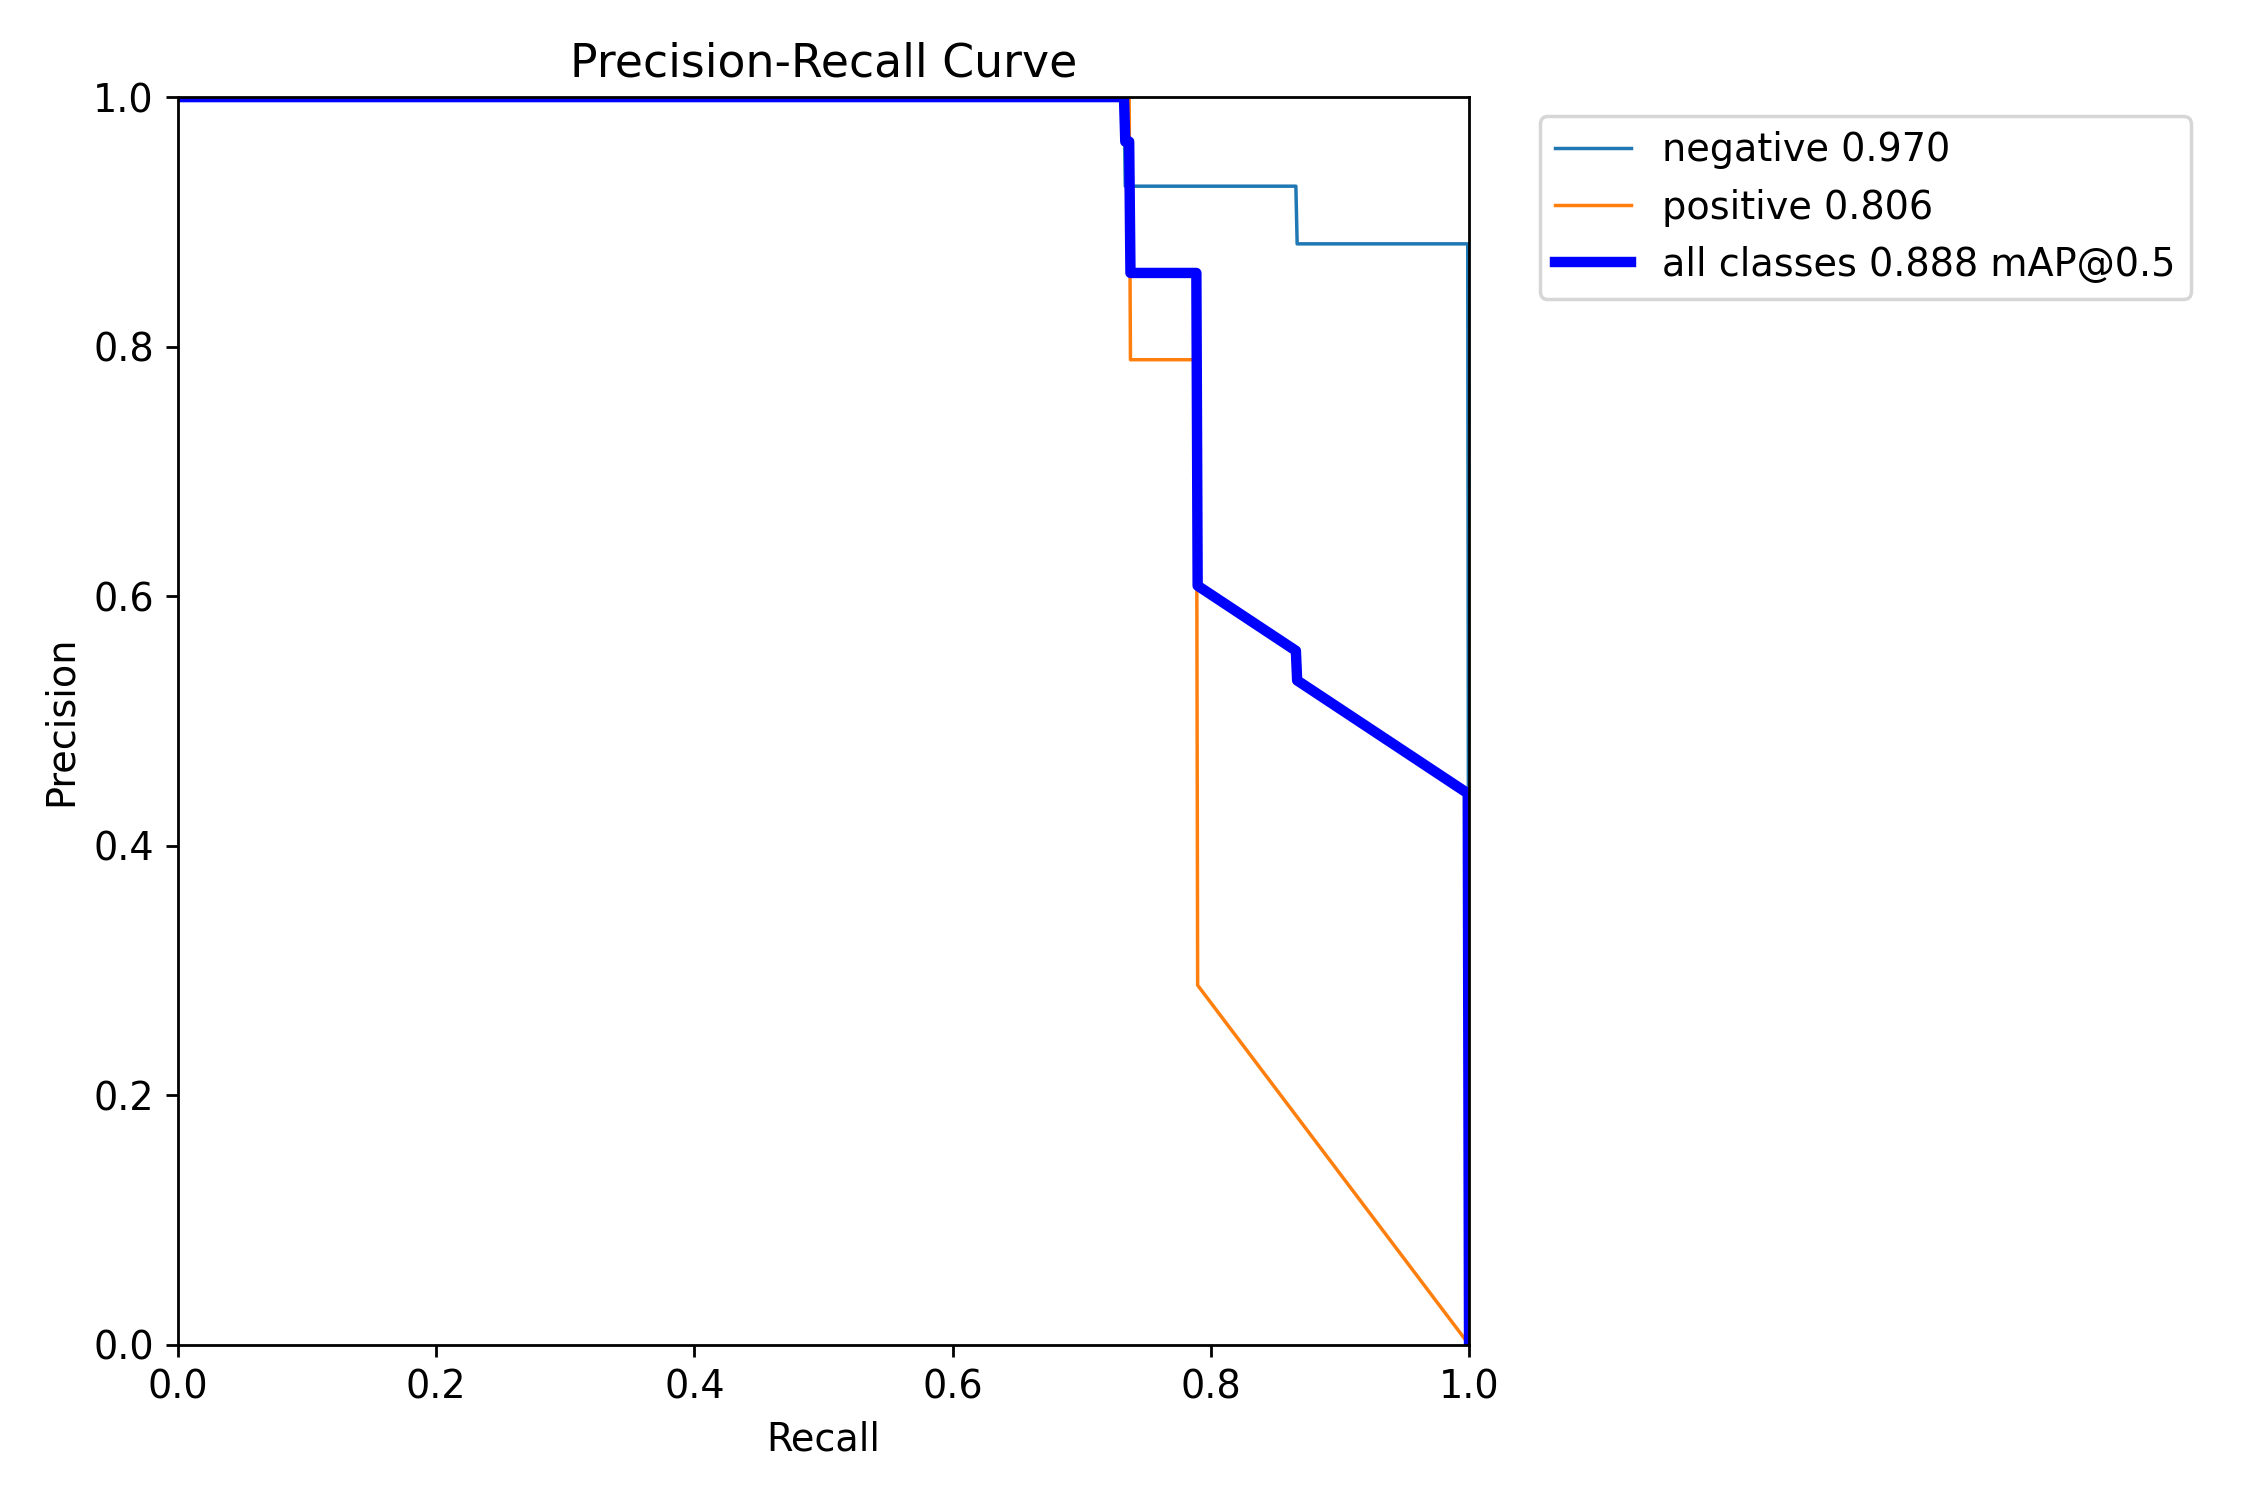 Precision-Recall Curve
1.0
0.8
0.6
0.4
0.2
0.0
Precision
0.0 0.2 0.4 0.6 0.8 1.0
Recall
negative 0.970
positive 0.806
all classes 0.888 mAP@0.5